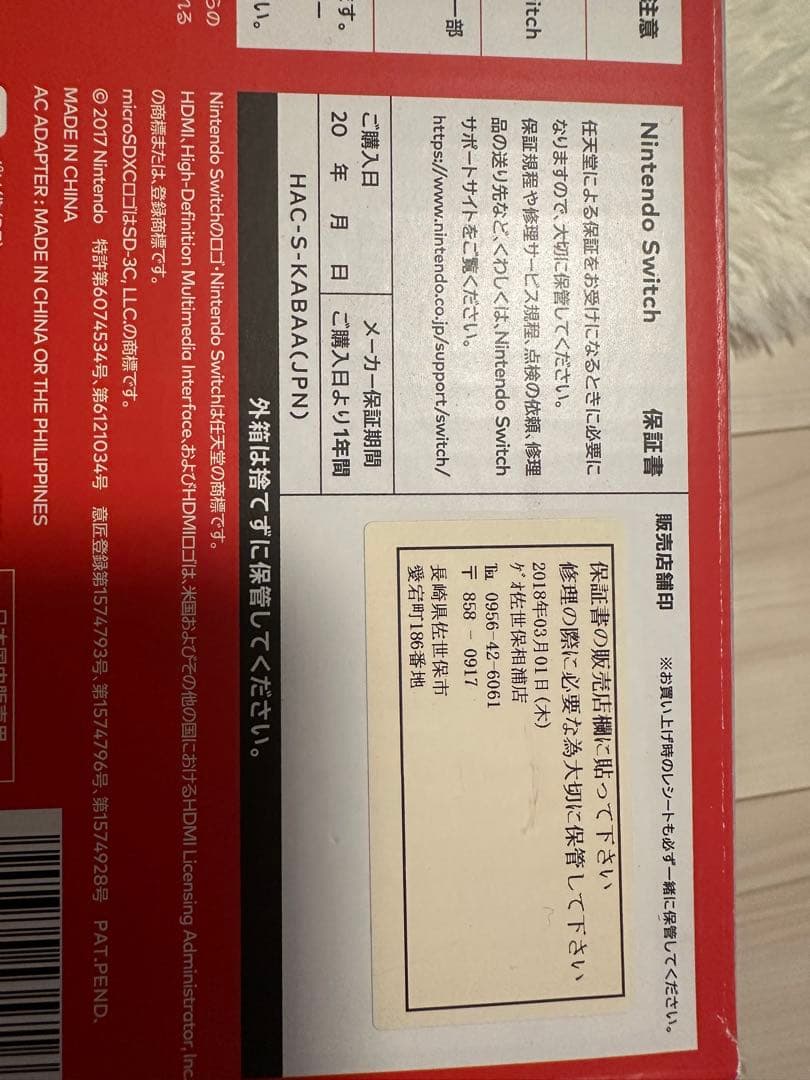 注意
itch
一部
す。
ー
い。
らの
れる
Nintendo Switch 保証書
任天堂による保証をお受けになるときに必要に
なりますので、大切に保管してください。
保証規程や修理サービス規程、点検の依頼、修理
品の送り先など、くわしくは、Nintendo Switch
サポートサイトをご覧ください。
https://www.nintendo.co.jp/support/switch/
ご購入日
20 年 月 日
メーカー保証期間
ご購入日より1年間
HAC-S-KABAA(JPN)
販売店舗印 ※お買い上げ時のレシートも必ず一緒に保管してください。
保証書の販売店欄に貼って下さい
修理の際に必要な為大切に保管して下さい
2018年03月01日(木)
ｹﾞｵ佐世保相浦店
℡ 0956-42-6061
〒 858 - 0917
長崎県佐世保市
愛宕町186番地
外箱は捨てずに保管してください。
Nintendo Switchのロゴ・Nintendo Switchは任天堂の商標です。
HDMI、High-Definition Multimedia Interface、およびHDMIロゴは、米国およびその他の国におけるHDMI Licensing Administrator, Inc.
の商標または、登録商標です。
microSDXCロゴはSD-3C, LLC.の商標です。
© 2017 Nintendo 特許第6074534号、第6121034号 意匠登録第1574793号、第1574796号、第1574928号 PAT.PEND.
MADE IN CHINA
AC ADAPTER : MADE IN CHINA OR THE PHILIPPINES
日本国内販売用